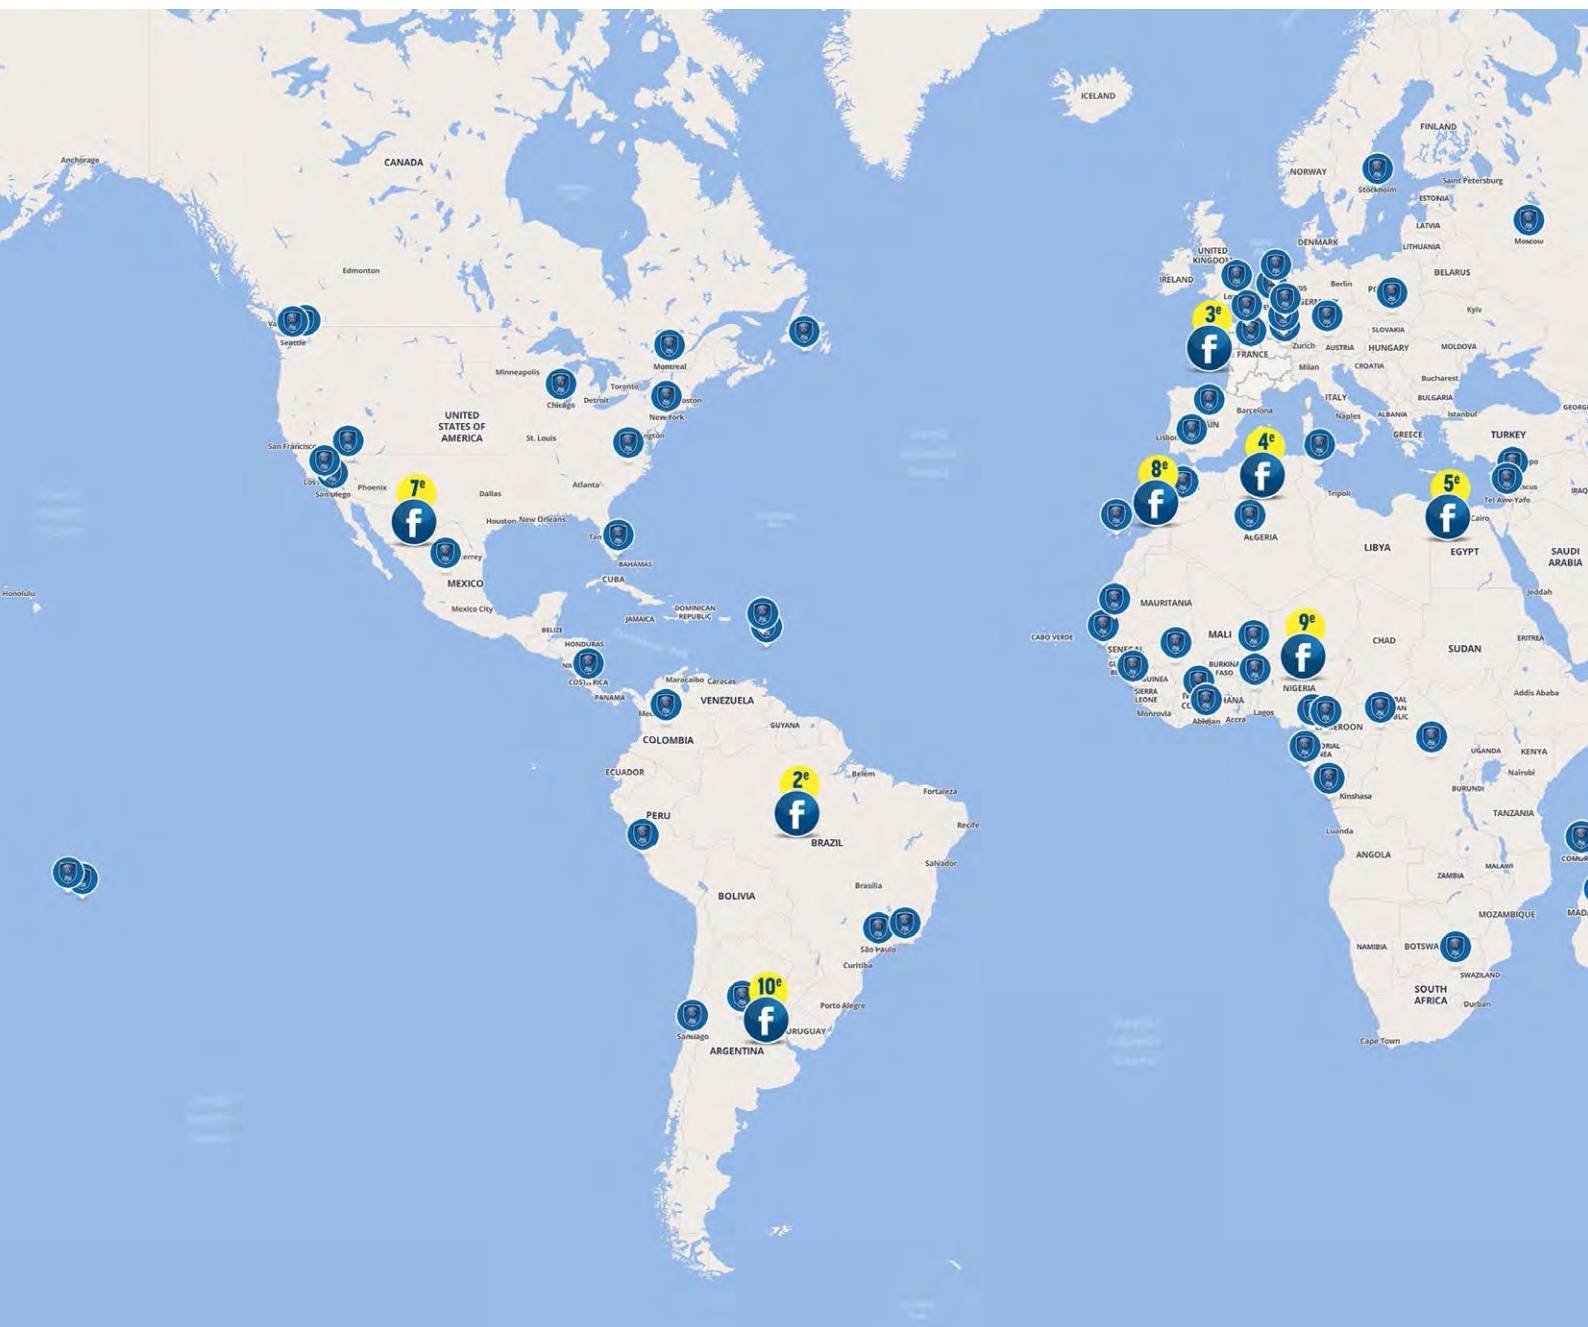 ICELAND
FINLAND
Anchorage
CANADA
NORWAY
Stockholm
Saint Petersburg
ESTONIA
LATVIA
Moscow
DENMARK
LITHUANIA
UNITED
KINGDOM
IRELAND
Edmonton
BELARUS
Berlin
Kyiv
3e
f
Seattle
SLOVAKIA
Zurich
AUSTRIA
HUNGARY
MOLDOVA
FRANCE
Montreal
Milan
CROATIA
Minneapolis
Toronto
Bucharest
Chicago
Detroit
ITALY
BULGARIA
New York
Barcelona
Naples
ALBANIA
Istanbul
UNITED
STATES OF
AMERICA
St. Louis
GREECE
TURKEY
San Francisco
4e
f
8e
f
5e
f
7e
f
Phoenix
San Diego
Dallas
Atlanta
Tripoli
Tel Aviv-Yafo
Houston
New Orleans
Cairo
ALGERIA
LIBYA
EGYPT
SAUDI
ARABIA
BAHAMAS
CUBA
MEXICO
Honolulu
Jeddah
Mexico City
DOMINICAN
REPUBLIC
JAMAICA
MAURITANIA
9e
f
BELIZE
CABO VERDE
MALI
CHAD
SUDAN
ERITREA
HONDURAS
SENEGAL
BURKINA
FASO
Maracaibo
Caracas
NIGERIA
PANAMA
VENEZUELA
SIERRA
LEONE
Addis Ababa
Monrovia
Abidjan
Accra
Lagos
GUYANA
COLOMBIA
UGANDA
KENYA
ECUADOR
2e
f
Belém
Nairobi
Fortaleza
BURUNDI
Kinshasa
PERU
TANZANIA
Recife
Luanda
BRAZIL
Salvador
ANGOLA
MALAWI
ZAMBIA
Brasília
BOLIVIA
MOZAMBIQUE
São Paulo
NAMIBIA
Curitiba
SWAZILAND
10e
f
SOUTH
AFRICA
Durban
Porto Alegre
Santiago
URUGUAY
Cape Town
ARGENTINA